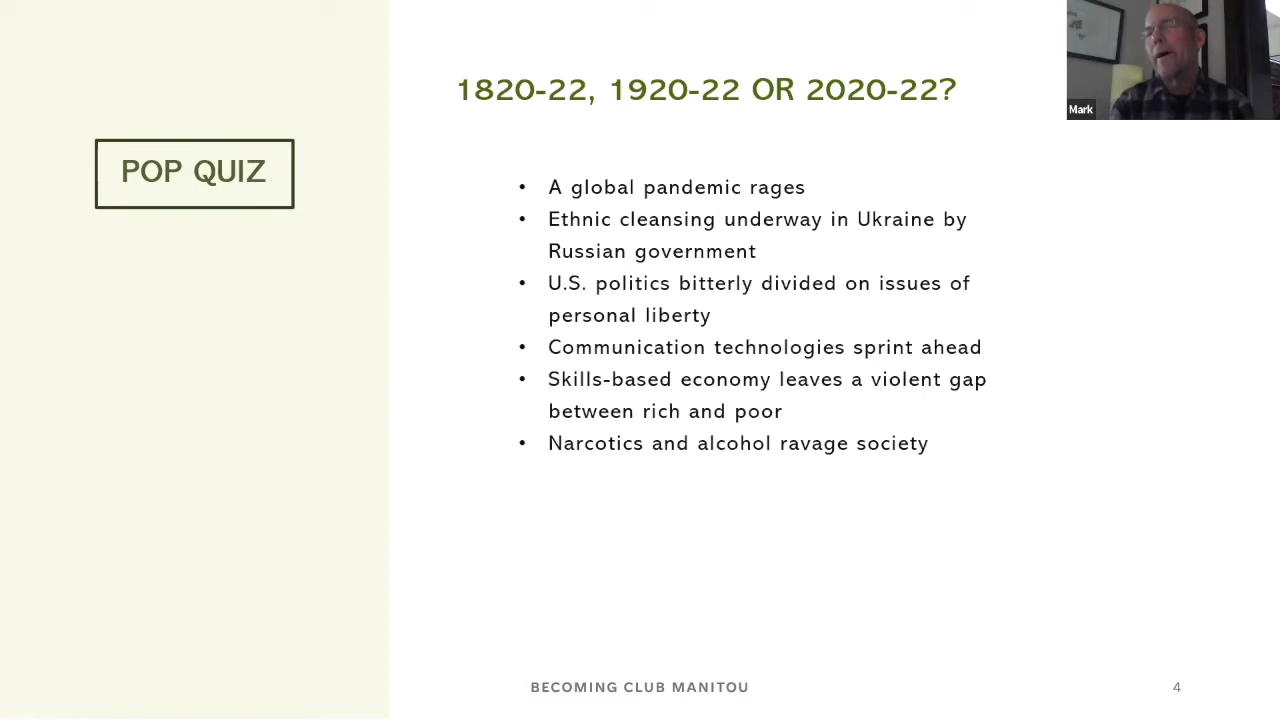 1820-22, 1920-22 OR 2020-22?
Mark
POP QUIZ
• A global pandemic rages
• Ethnic cleansing underway in Ukraine by
Russian government
• U.S. politics bitterly divided on issues of
personal liberty
• Communication technologies sprint ahead
• Skills-based economy leaves a violent gap
between rich and poor
• Narcotics and alcohol ravage society
BECOMING CLUB MANITOU
4